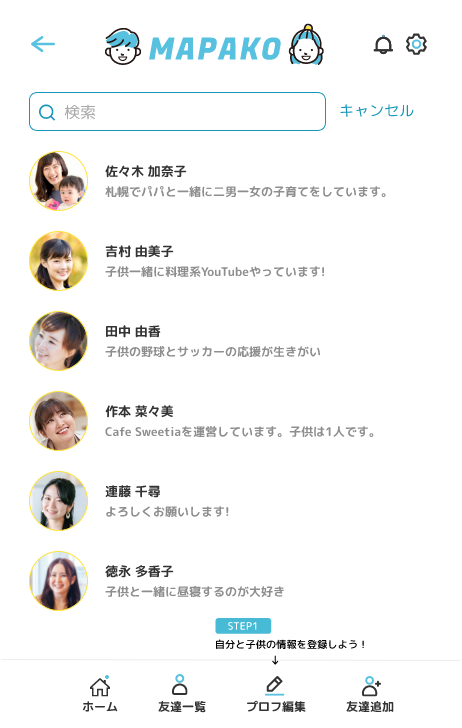 MAPAKO
検索
キャンセル
佐々木 加奈子
札幌でパパと一緒に二男一女の子育てをしています。
吉村 由美子
子供一緒に料理系YouTubeやっています!
田中 由香
子供の野球とサッカーの応援が生きがい
作本 菜々美
Cafe Sweetiaを運営しています。子供は1人です。
連藤 千尋
よろしくお願いします!
徳永 多香子
子供と一緒に昼寝するのが大好き
STEP1
自分と子供の情報を登録しよう！
↓
ホーム
友達一覧
プロフ編集
友達追加